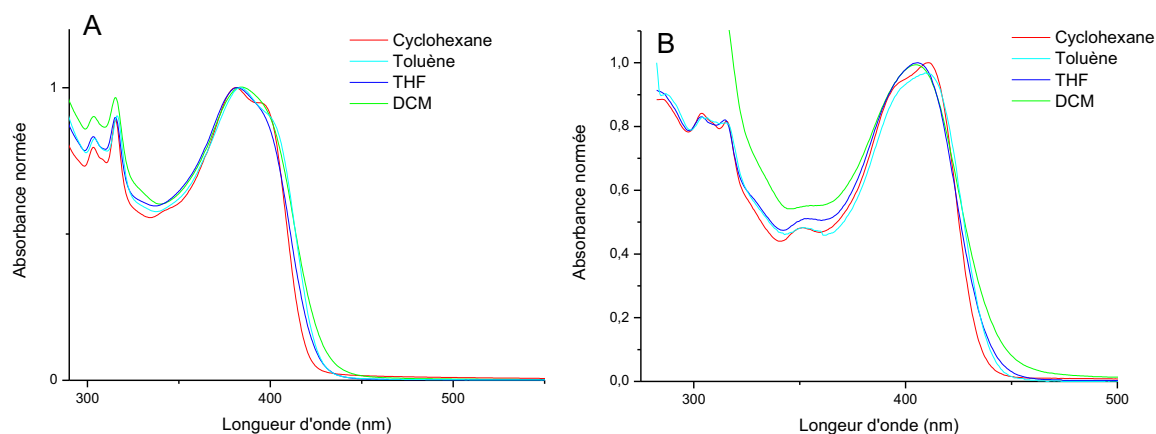 A
Cyclohexane
Toluène
THF
DCM
Absorbance normée
1
0
300
400
500
Longueur d'onde (nm)
B
Cyclohexane
Toluène
THF
DCM
Absorbance normée
1,0
0,8
0,6
0,4
0,2
0,0
300
400
500
Longeur d'onde (nm)